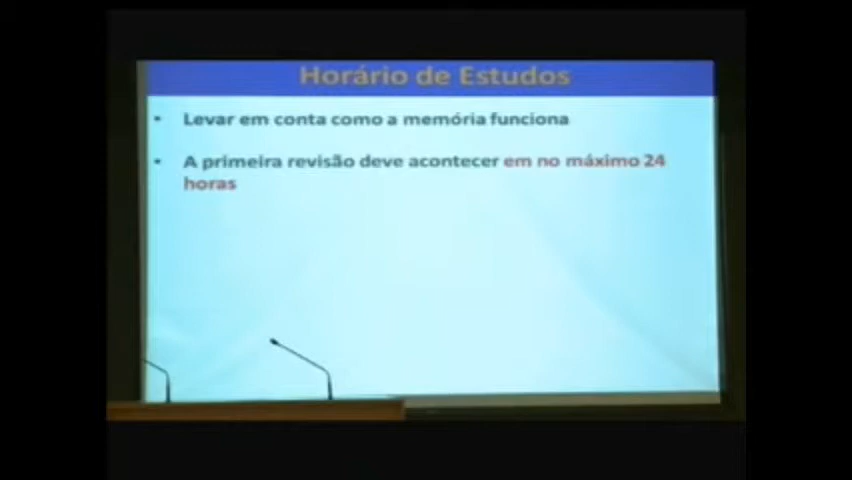 Horário de Estudos
• Levar em conta como a memória funciona
• A primeira revisão deve acontecer em no máximo 24
horas